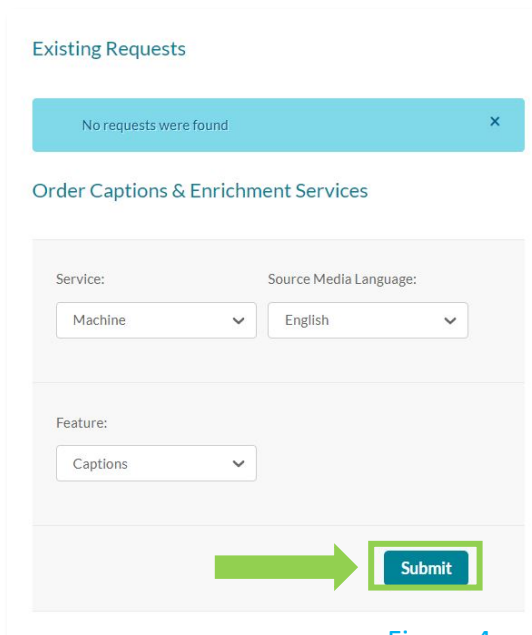 Existing Requests
No requests were found ×
Order Captions & Enrichment Services
Service: Source Media Language:
Machine English
Feature:
Captions
Submit